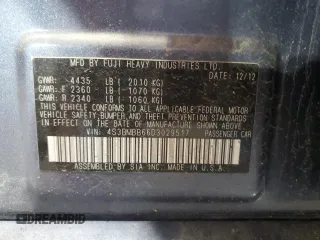 MFD BY FUJI HEAVY INDUSTRIES LTD.
DATE: 12/12
GVWR: 4435 LB ( 2010 KG)
GAWR: F 2360 LB ( 1070 KG)
GAWR: R 2340 LB ( 1060 KG)
THIS VEHICLE CONFORMS TO ALL APPLICABLE FEDERAL MOTOR
VEHICLE SAFETY, BUMPER, AND THEFT PREVENTION STANDARDS
IN EFFECT ON THE DATE OF MANUFACTURE SHOWN ABOVE.
VIN: 4S3BMBB66D3029517 PASSENGER CAR
ASSEMBLED BY SIA INC. MADE IN U.S.A.